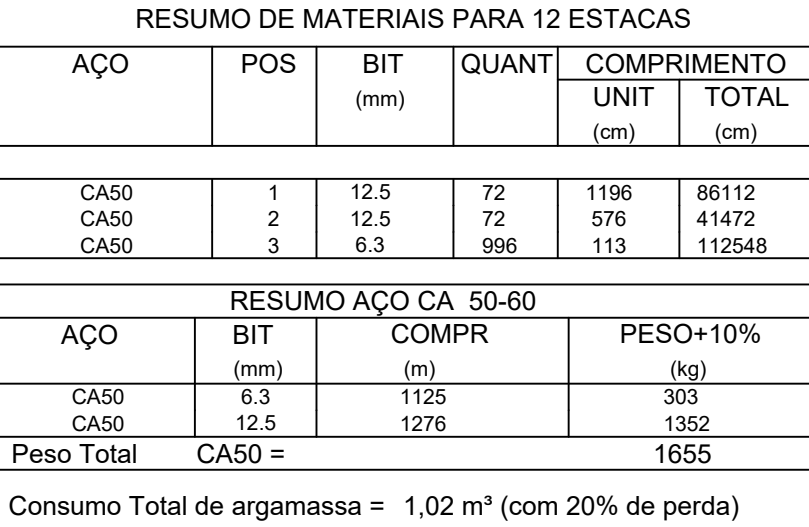 RESUMO DE MATERIAIS PARA 12 ESTACAS
AÇO POS BIT QUANT COMPRIMENTO
(mm) UNIT TOTAL
(cm) (cm)
CA50 1 12.5 72 1196 86112
CA50 2 12.5 72 576 41472
CA50 3 6.3 996 113 112548
RESUMO AÇO CA 50-60
AÇO BIT COMPR PESO+10%
(mm) (m) (kg)
CA50 6.3 1125 303
CA50 12.5 1276 1352
Peso Total CA50 = 1655
Consumo Total de argamassa = 1,02 m³ (com 20% de perda)